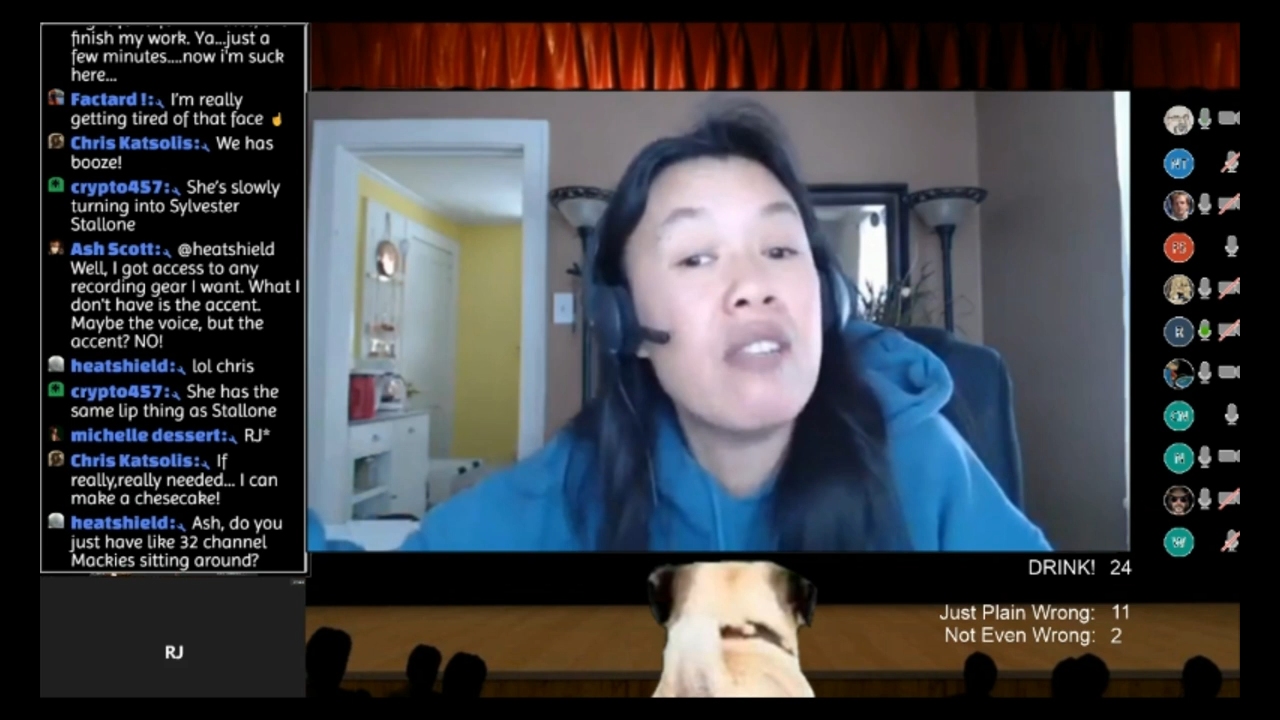 finish my work. Ya...just a
few minutes....now i'm suck
here...
Factard !: I'm really
getting tired of that face
Chris Katsolis: We has
booze!
crypto457: She's slowly
turning into Sylvester
Stallone
Ash Scott: @heatshield
Well, I got access to any
recording gear I want. What I
don't have is the accent.
Maybe the voice, but the
accent? NO!
heatshield: lol chris
crypto457: She has the
same lip thing as Stallone
michelle dessert: RJ*
Chris Katsolis: If
really,really needed... I can
make a chesecake!
heatshield: Ash, do you
just have like 32 channel
Mackies sitting around?
RJ
DRINK! 24
Just Plain Wrong: 11
Not Even Wrong: 2